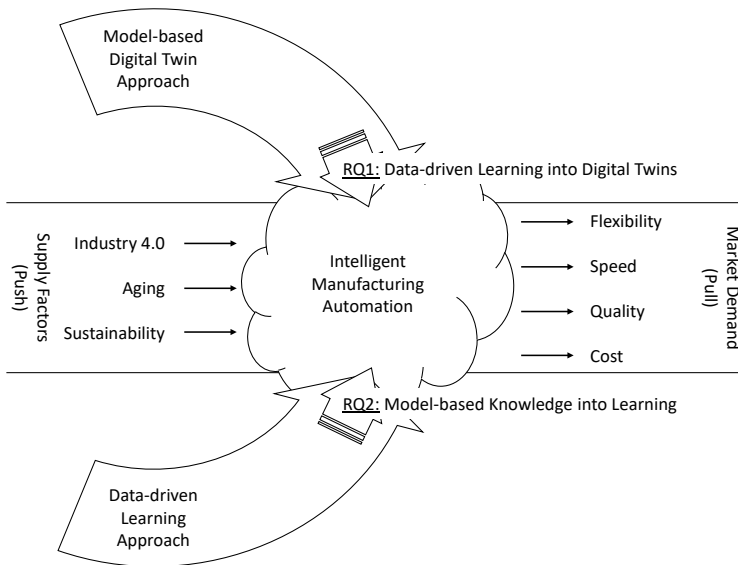 Model-based
Digital Twin
Approach
RQ1: Data-driven Learning into Digital Twins
Supply Factors
(Push)
Industry 4.0
Aging
Sustainability
Intelligent
Manufacturing
Automation
Flexibility
Speed
Quality
Cost
Market Demand
(Pull)
RQ2: Model-based Knowledge into Learning
Data-driven
Learning
Approach